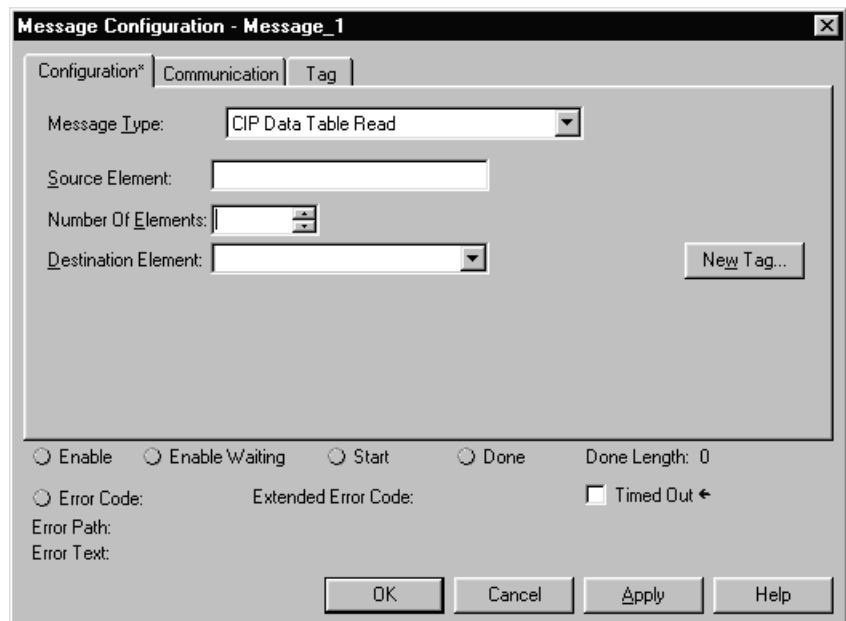 Message Configuration - Message_1
Configuration* Communication Tag
Message Type: CIP Data Table Read
Source Element:
Number Of Elements:
Destination Element: New Tag...
Enable Enable Waiting Start Done Done Length: 0
Error Code: Extended Error Code: Timed Out ←
Error Path:
Error Text:
OK Cancel Apply Help